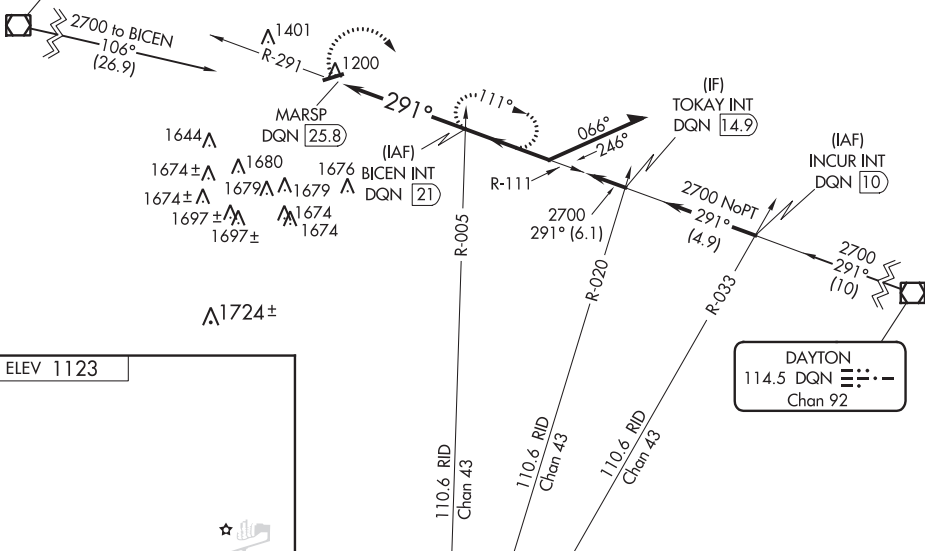 2700 to BICEN
106°
(26.9)
1401
R-291
1200
MARSP
DQN 25.8
291°
111°
(IAF)
BICEN INT
DQN 21
R-111
066°
246°
(IF)
TOKAY INT
DQN 14.9
(IAF)
INCUR INT
DQN 10
2700 NoPT
291°
(4.9)
2700
291° (6.1)
2700
291°
(10)
1644
1674±
1680
1676
1679
1679
1674±
1697±
1674
1697±
1674
1724±
R-005
R-020
R-033
DAYTON
114.5 DQN
Chan 92
ELEV 1123
110.6 RID
Chan 43
110.6 RID
Chan 43
110.6 RID
Chan 43